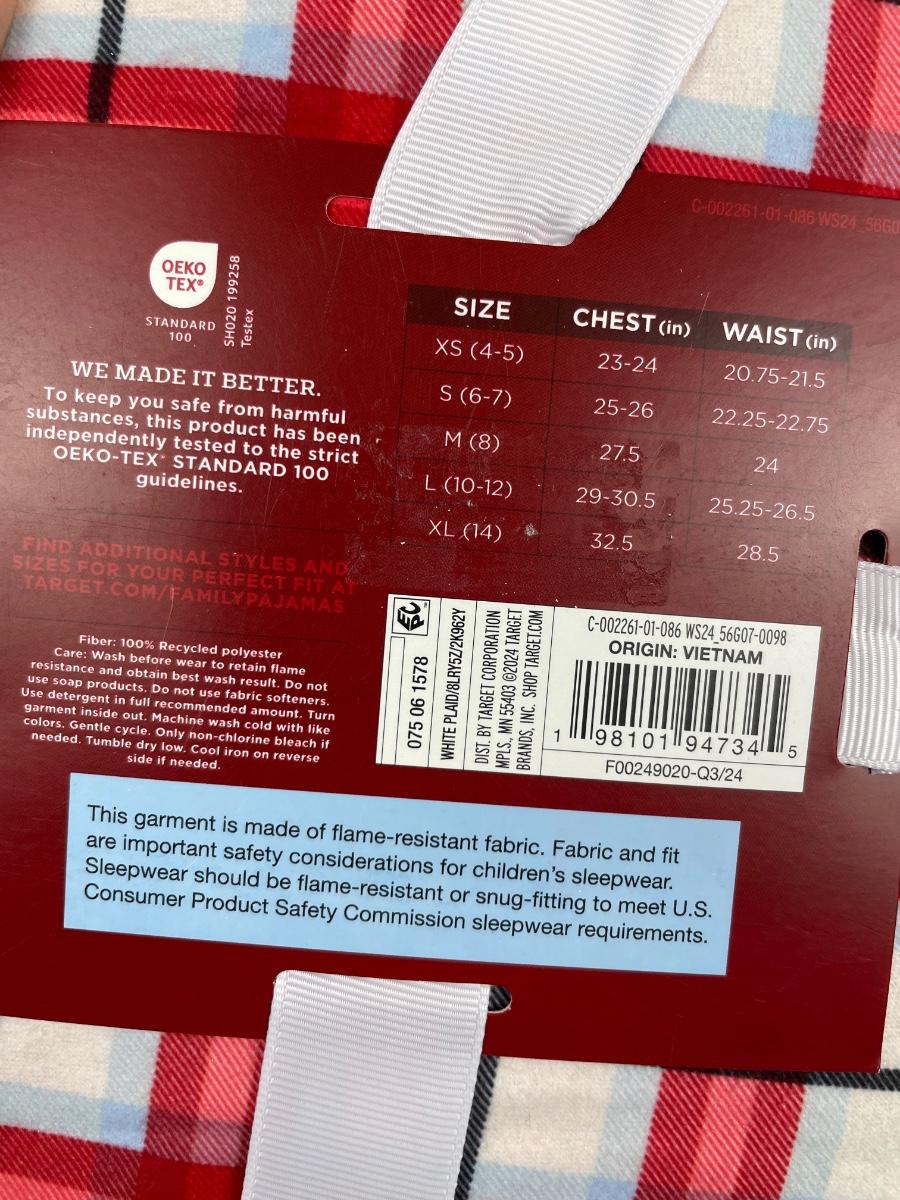 C-002261-01-086 WS24_56G0
OEKO
TEX®
STANDARD
100
SH020 199258
Testex
WE MADE IT BETTER.
To keep you safe from harmful
substances, this product has been
independently tested to the strict
OEKO-TEX® STANDARD 100
guidelines.
FIND ADDITIONAL STYLES AND
SIZES FOR YOUR PERFECT FIT AT
TARGET.COM/FAMILYPAJAMAS
Fiber: 100% Recycled polyester
Care: Wash before wear to retain flame
resistance and obtain best wash result. Do not
use soap products. Do not use fabric softeners.
Use detergent in full recommended amount. Turn
garment inside out. Machine wash cold with like
colors. Gentle cycle. Only non-chlorine bleach if
needed. Tumble dry low. Cool iron on reverse
side if needed.
SIZE CHEST (in) WAIST (in)
XS (4-5) 23-24 20.75-21.5
S (6-7) 25-26 22.25-22.75
M (8) 27.5 24
L (10-12) 29-30.5 25.25-26.5
XL (14) 32.5 28.5
EPC™
075 06 1578
WHITE PLAID/8LRY5Z/2K962Y
DIST. BY TARGET CORPORATION
MPLS., MN 55403 ©2024 TARGET
BRANDS, INC. SHOP TARGET.COM
C-002261-01-086 WS24_56G07-0098
ORIGIN: VIETNAM
1 98101 94734 5
F00249020-Q3/24
This garment is made of flame-resistant fabric. Fabric and fit
are important safety considerations for children's sleepwear.
Sleepwear should be flame-resistant or snug-fitting to meet U.S.
Consumer Product Safety Commission sleepwear requirements.